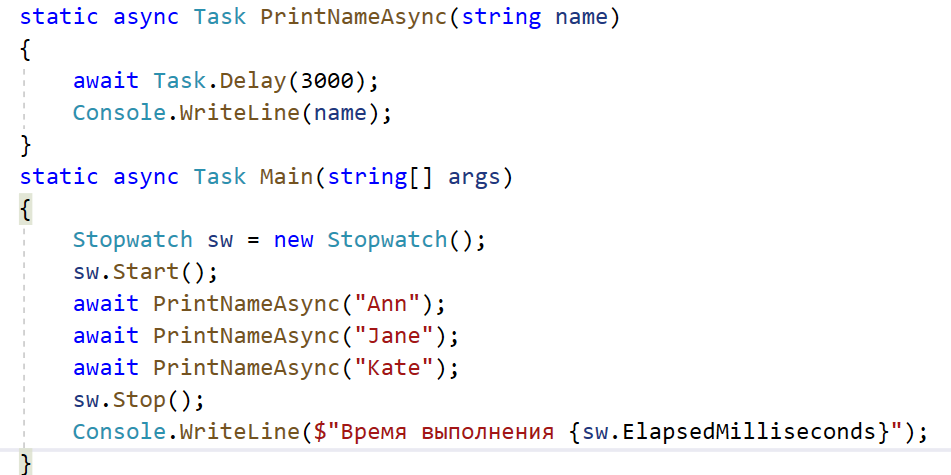 static async Task PrintNameAsync(string name)
{
    await Task.Delay(3000);
    Console.WriteLine(name);
}
static async Task Main(string[] args)
{
    Stopwatch sw = new Stopwatch();
    sw.Start();
    await PrintNameAsync("Ann");
    await PrintNameAsync("Jane");
    await PrintNameAsync("Kate");
    sw.Stop();
    Console.WriteLine($"Время выполнения {sw.ElapsedMilliseconds}");
}